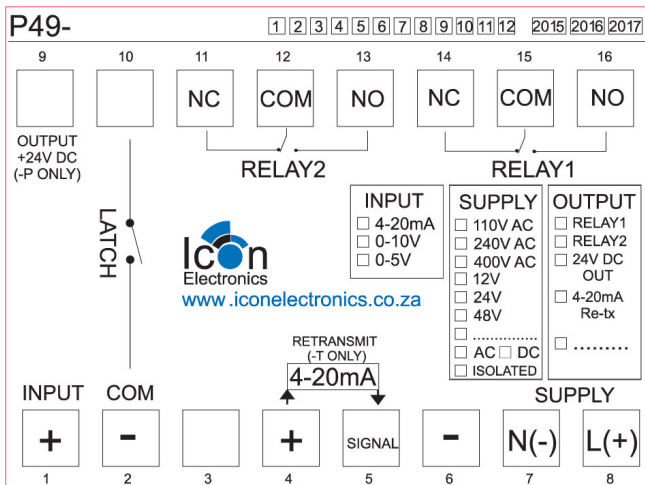 P49- 1 2 3 4 5 6 7 8 9 10 11 12 2015 2016 2017
9 10 11 12 13 14 15 16
NC COM NO NC COM NO
OUTPUT
+24V DC
(-P ONLY)
RELAY2 RELAY1
LATCH
Icon
Electronics
www.iconelectronics.co.za
INPUT
4-20mA
0-10V
0-5V
SUPPLY
110V AC
240V AC
400V AC
12V
24V
48V
...............
AC DC
ISOLATED
OUTPUT
RELAY1
RELAY2
24V DC
OUT
4-20mA
Re-tx
.........
RETRANSMIT
(-T ONLY)
4-20mA
INPUT COM SUPPLY
+ - + SIGNAL - N(-) L(+)
1 2 3 4 5 6 7 8